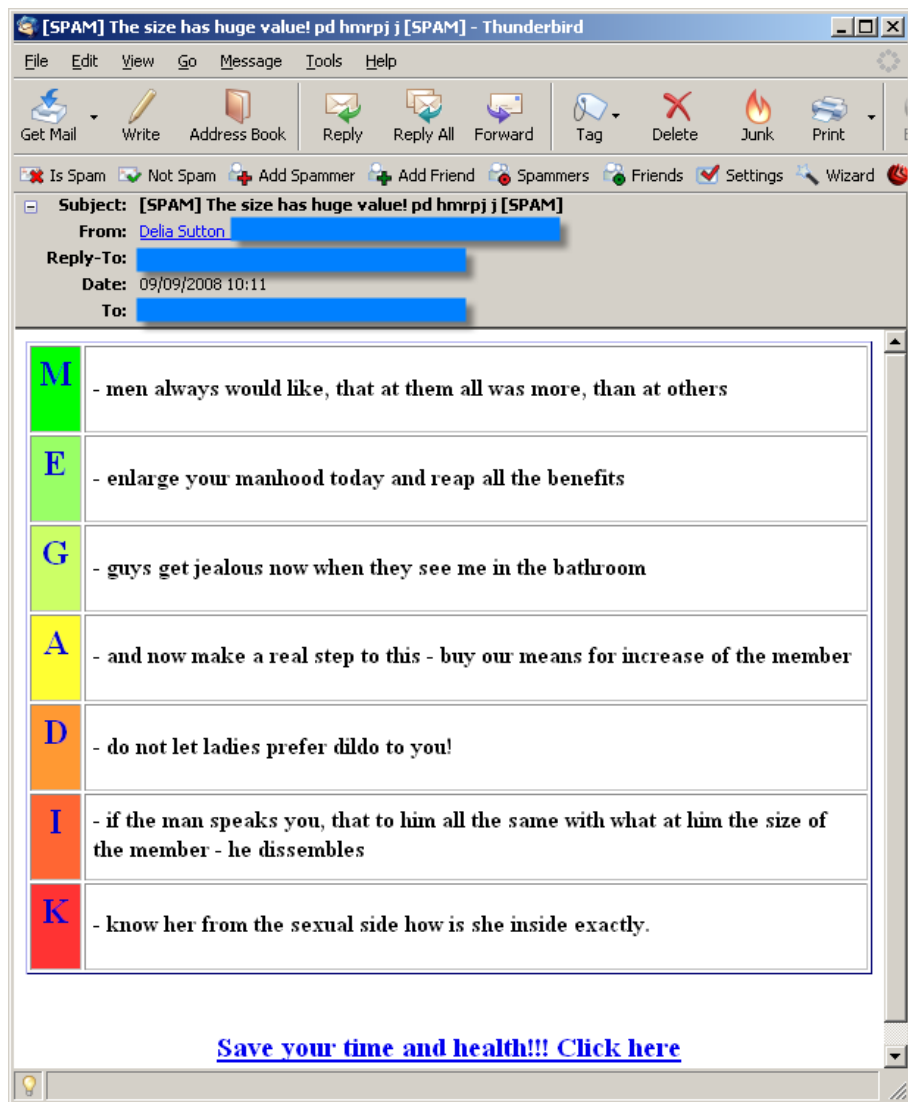 [SPAM] The size has huge value! pd hmrpj j [SPAM] - Thunderbird
File Edit View Go Message Tools Help
Get Mail Write Address Book Reply Reply All Forward Tag Delete Junk Print
Is Spam Not Spam Add Spammer Add Friend Spammers Friends Settings Wizard
Subject: [SPAM] The size has huge value! pd hmrpj j [SPAM]
From: Delia Sutton
Reply-To:
Date: 09/09/2008 10:11
To:
M - men always would like, that at them all was more, than at others
E - enlarge your manhood today and reap all the benefits
G - guys get jealous now when they see me in the bathroom
A - and now make a real step to this - buy our means for increase of the member
D - do not let ladies prefer dildo to you!
I - if the man speaks you, that to him all the same with what at him the size of
the member - he dissembles
K - know her from the sexual side how is she inside exactly.
Save your time and health!!! Click here